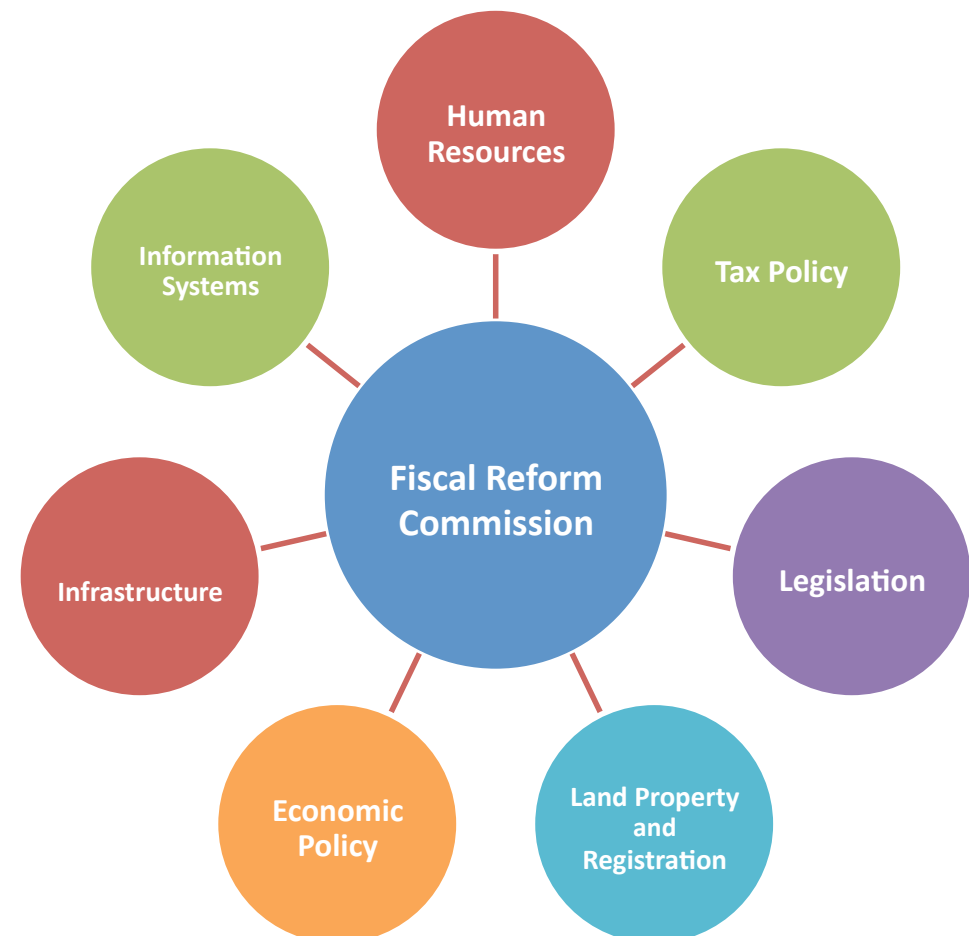 Human
Resources
Tax Policy
Legislation
Land Property
and
Registration
Economic
Policy
Infrastructure
Information
Systems
Fiscal Reform
Commission